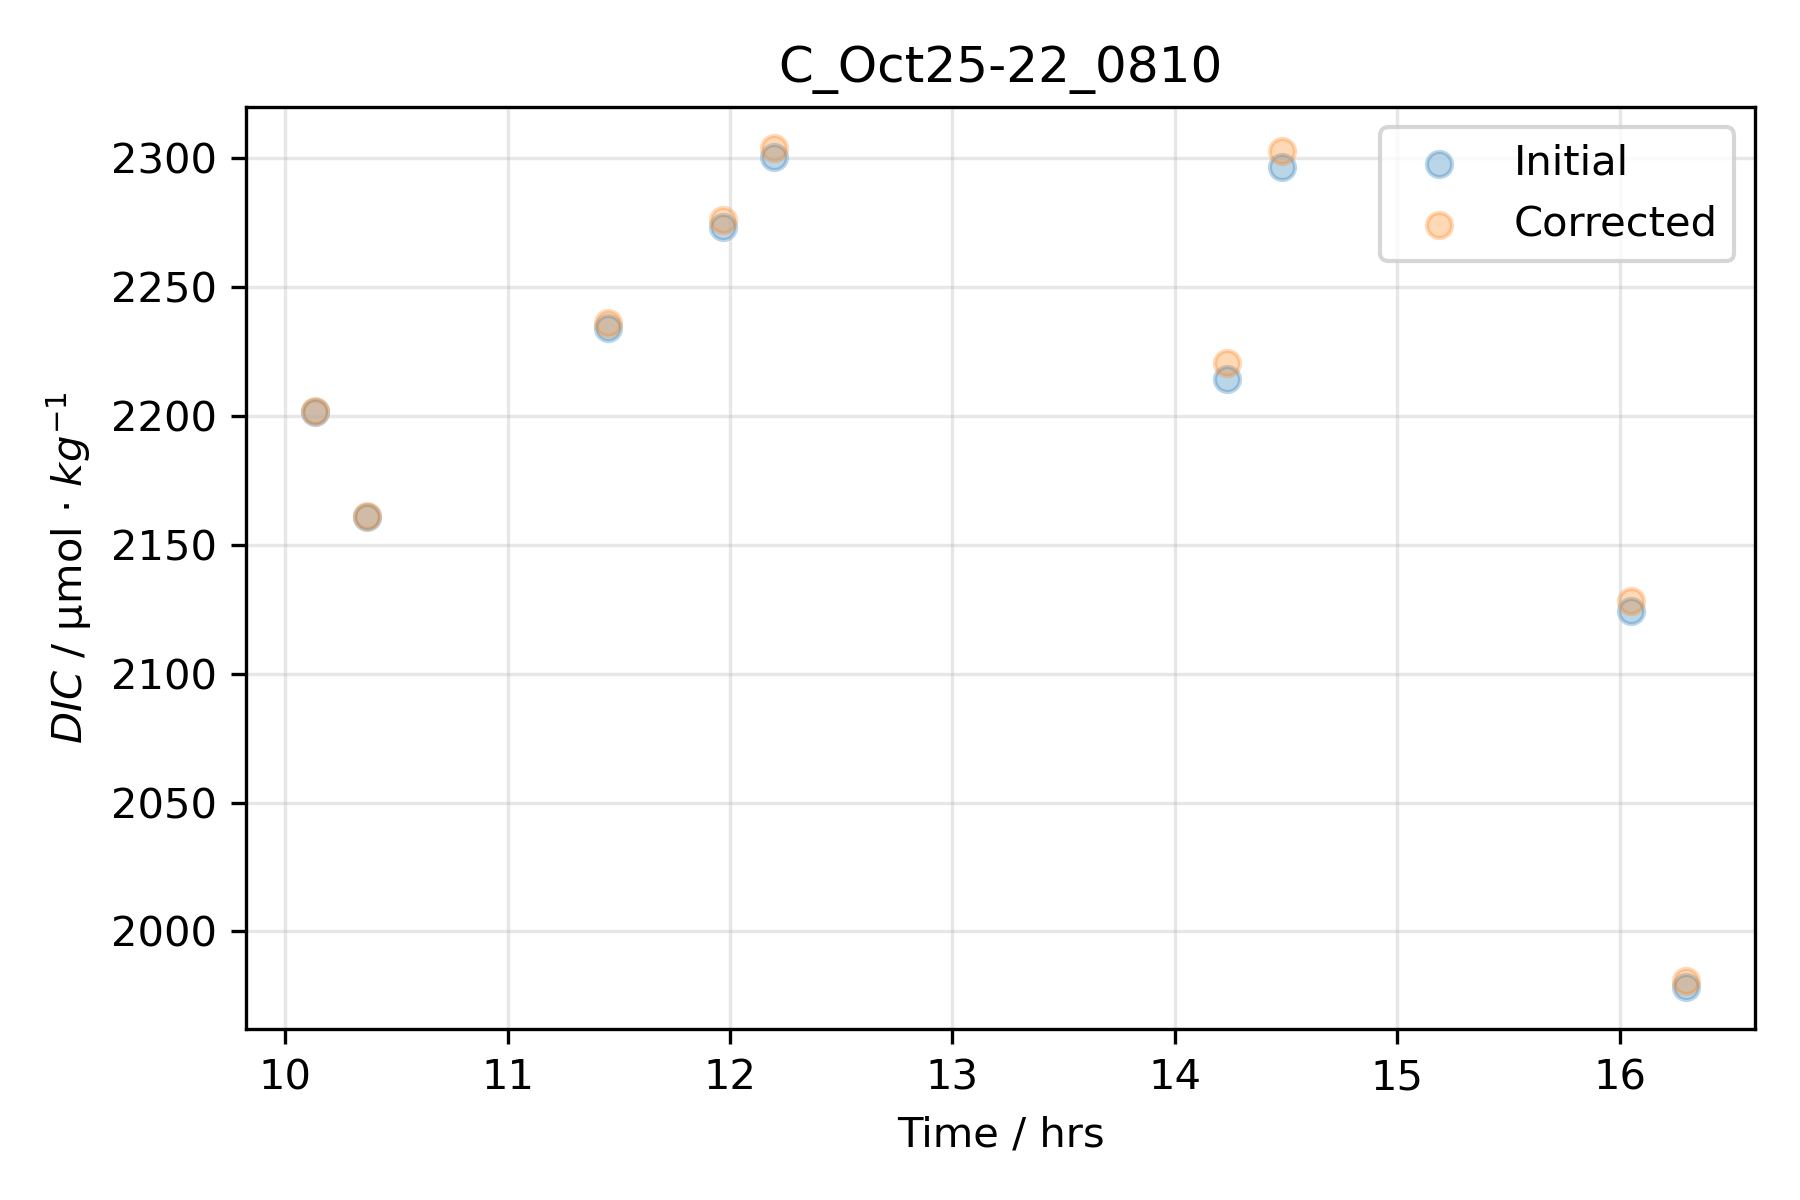 C_Oct25-22_0810
Initial
Corrected
2300
2250
2200
2150
2100
2050
2000
DIC / μmol · kg⁻¹
10 11 12 13 14 15 16
Time / hrs